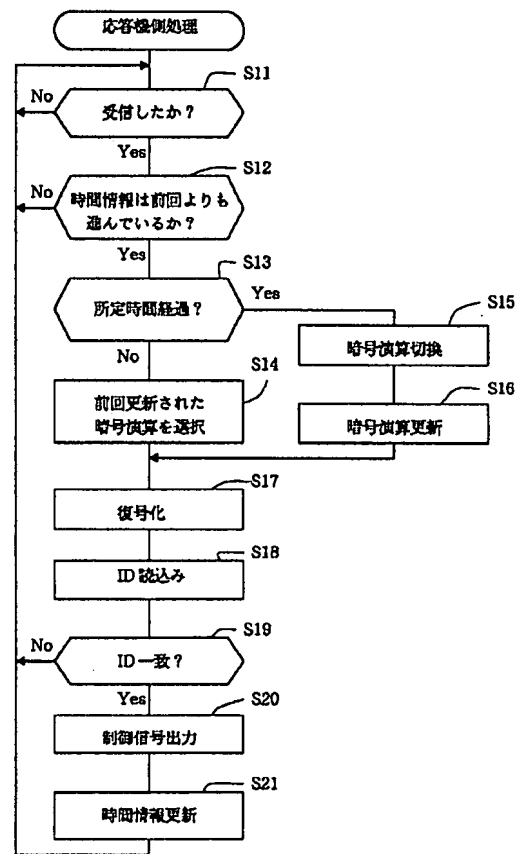 応答機側処理
S11
No
受信したか？
Yes
S12
No
時間情報は前回よりも
進んでいるか？
Yes
S13
所定時間経過？
Yes
S15
暗号演算切換
No
S14
前回更新された
暗号演算を選択
S16
暗号演算更新
S17
復号化
S18
ID読込み
S19
No
ID一致？
Yes
S20
制御信号出力
S21
時間情報更新